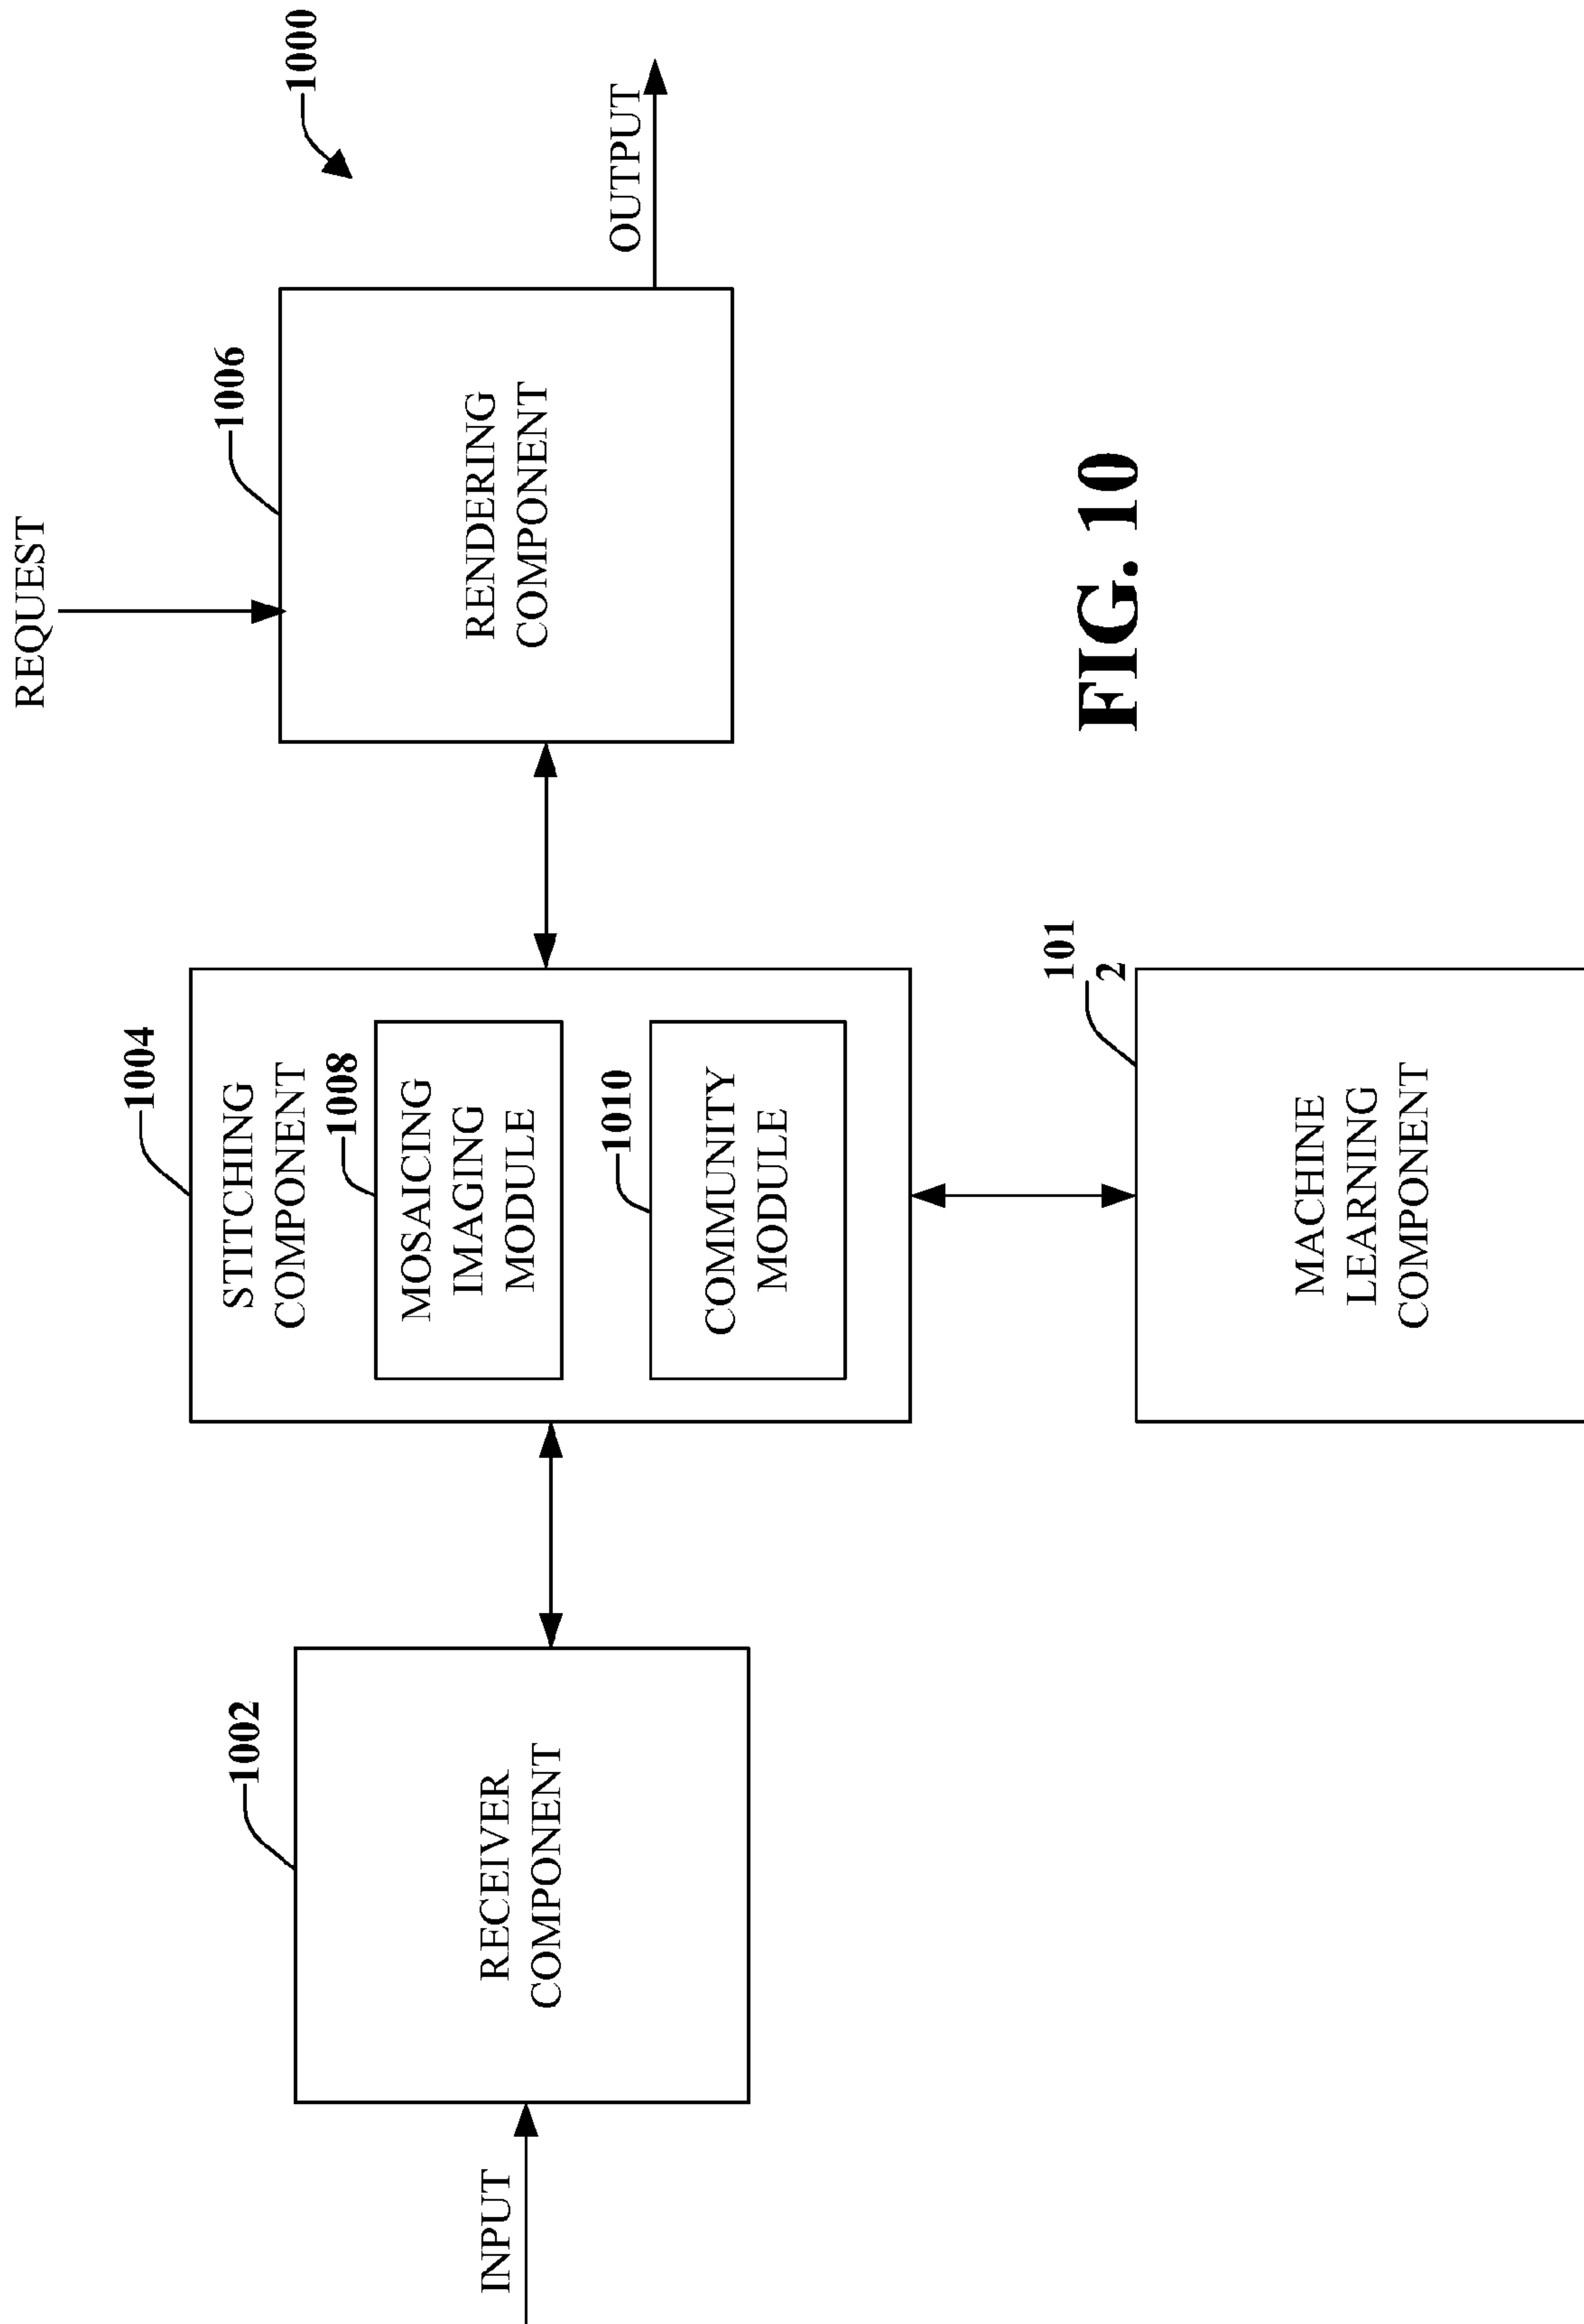 REQUEST
1000
1006
RENDERING
COMPONENT
OUTPUT
1004
STITCHING
COMPONENT
1008
MOSAICING
IMAGING
MODULE
1010
COMMUNITY
MODULE
1002
RECEIVER
COMPONENT
INPUT
101
2
MACHINE
LEARNING
COMPONENT
FIG. 10